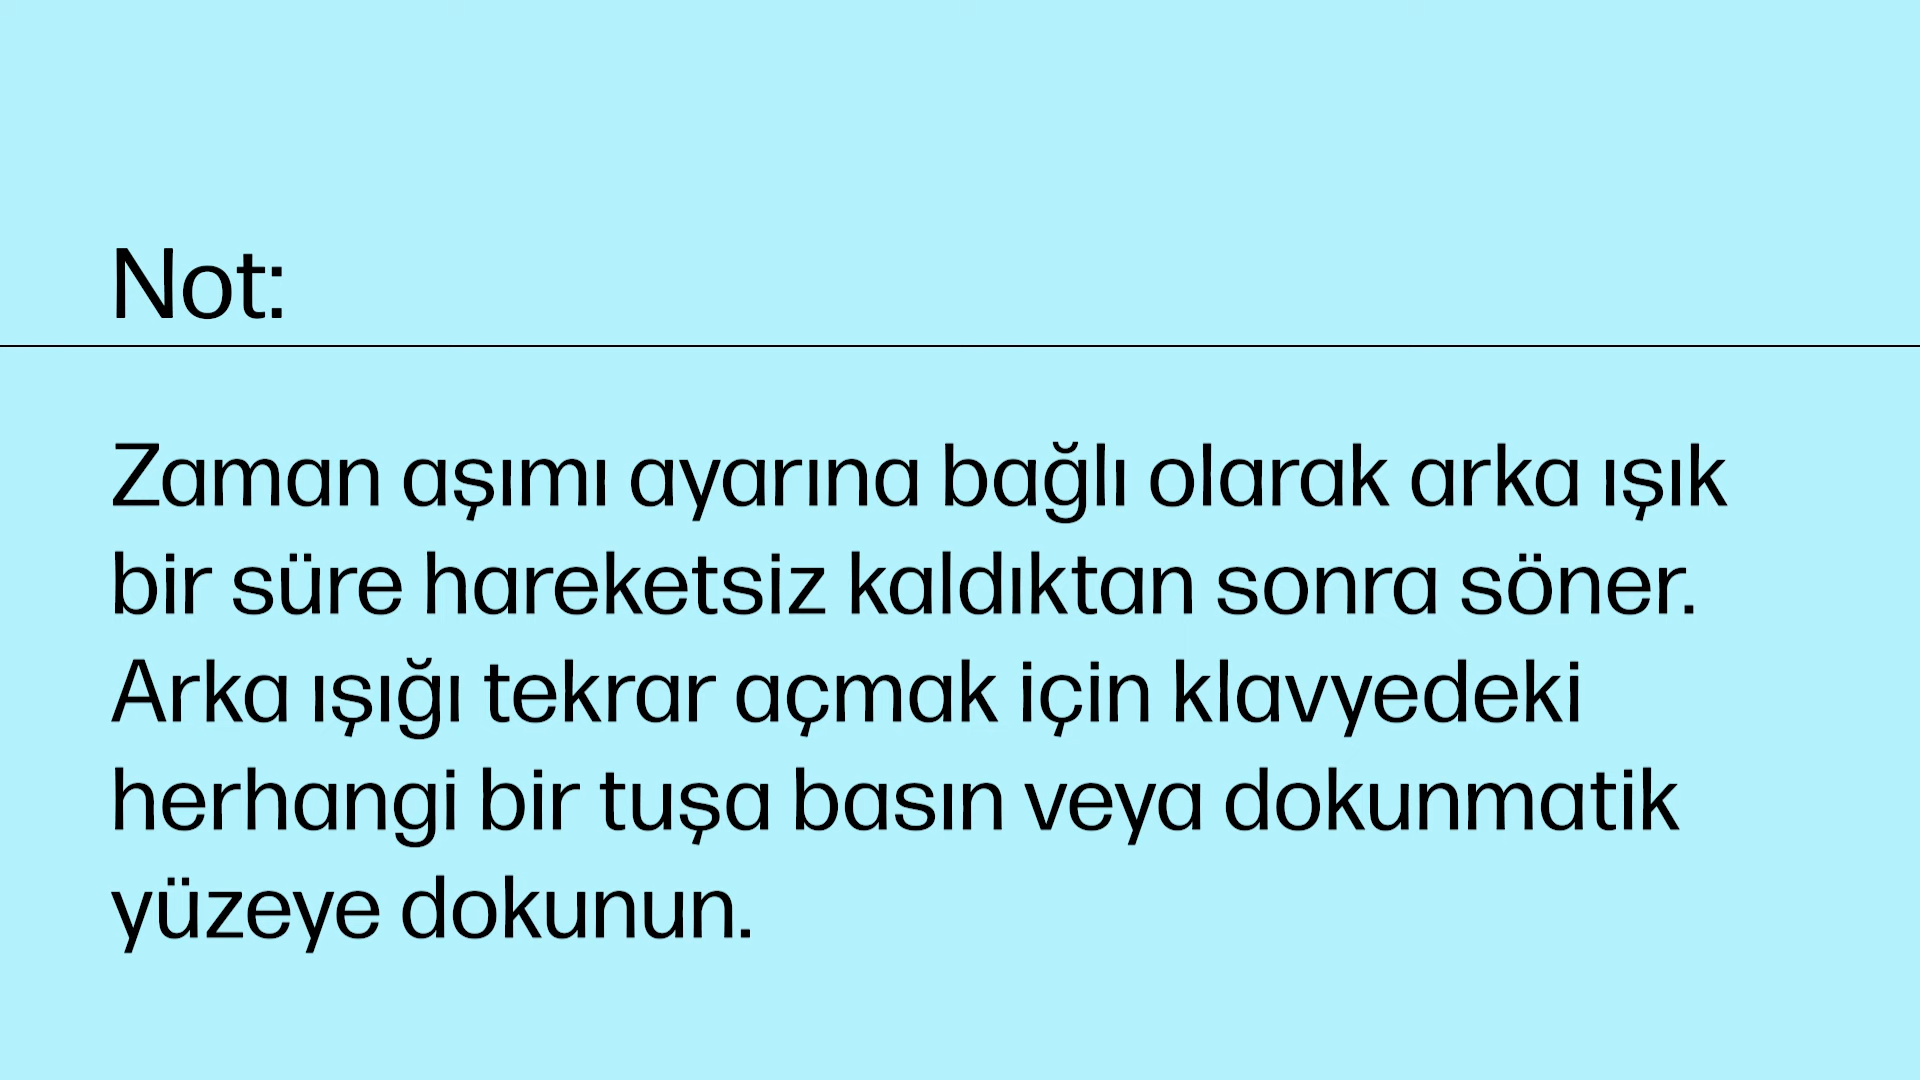 Not:
Zaman aşımı ayarına bağlı olarak arka ışık
bir süre hareketsiz kaldıktan sonra söner.
Arka ışığı tekrar açmak için klavyedeki
herhangi bir tuşa basın veya dokunmatik
yüzeye dokunun.